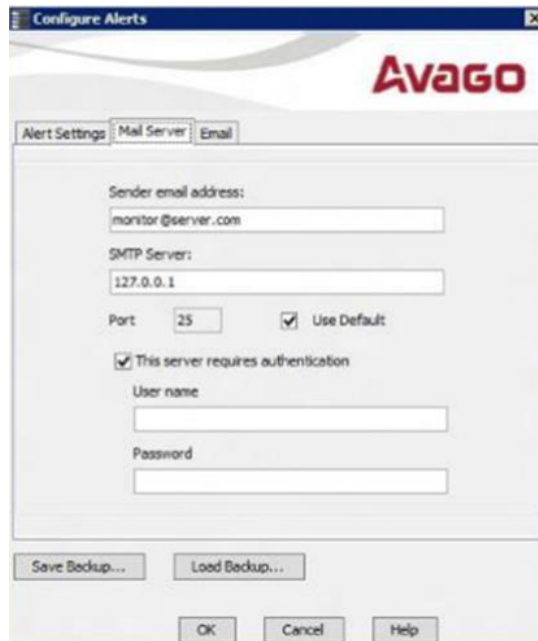 Configure Alerts
AVAGO
Alert Settings Mail Server Email
Sender email address:
monitor@server.com
SMTP Server:
127.0.0.1
Port 25 Use Default
This server requires authentication
User name
Password
Save Backup... Load Backup...
OK Cancel Help